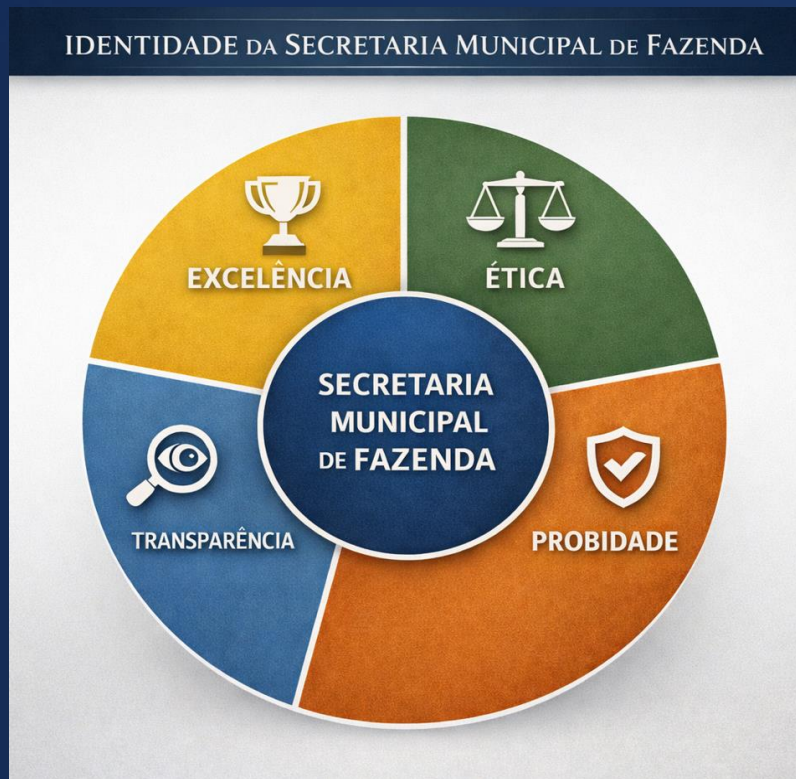 IDENTIDADE DA SECRETARIA MUNICIPAL DE FAZENDA
EXCELÊNCIA
ÉTICA
SECRETARIA
MUNICIPAL
DE FAZENDA
TRANSPARÊNCIA
PROBIDADE